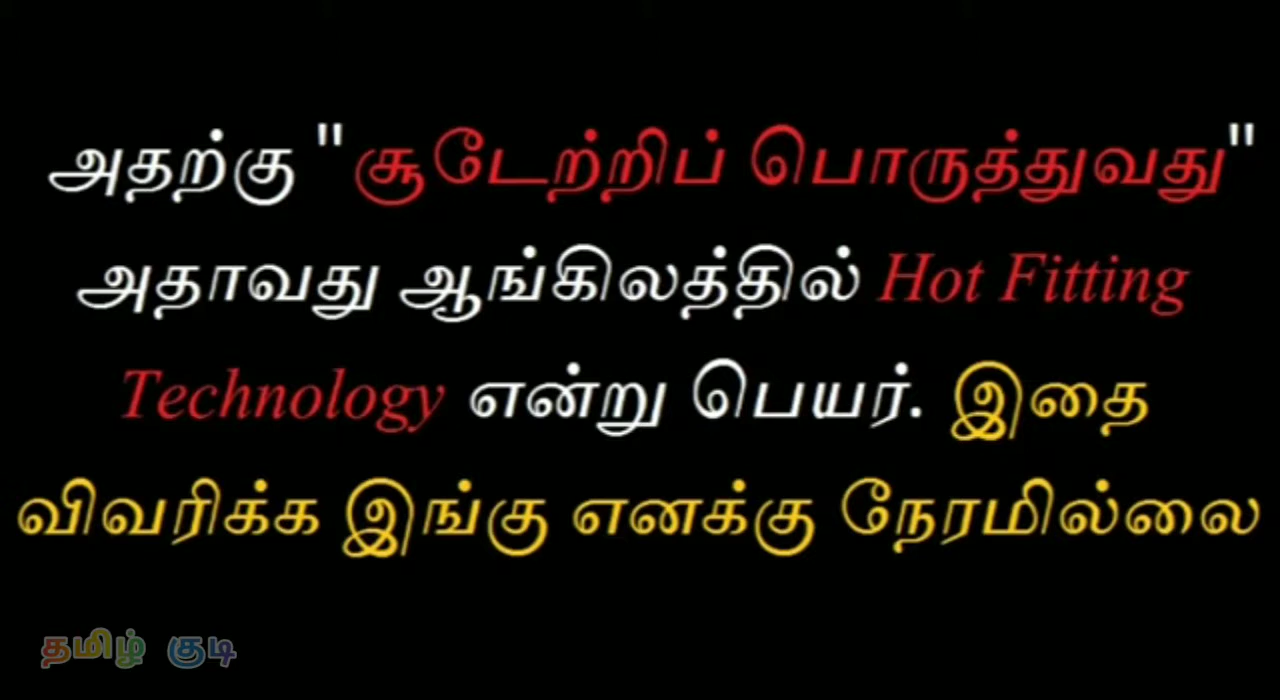 அதற்கு "சூடேற்றிப் பொருத்துவது"
அதாவது ஆங்கிலத்தில் Hot Fitting
Technology என்று பெயர். இதை
விவரிக்க இங்கு எனக்கு நேரமில்லை
தமிழ் குடி